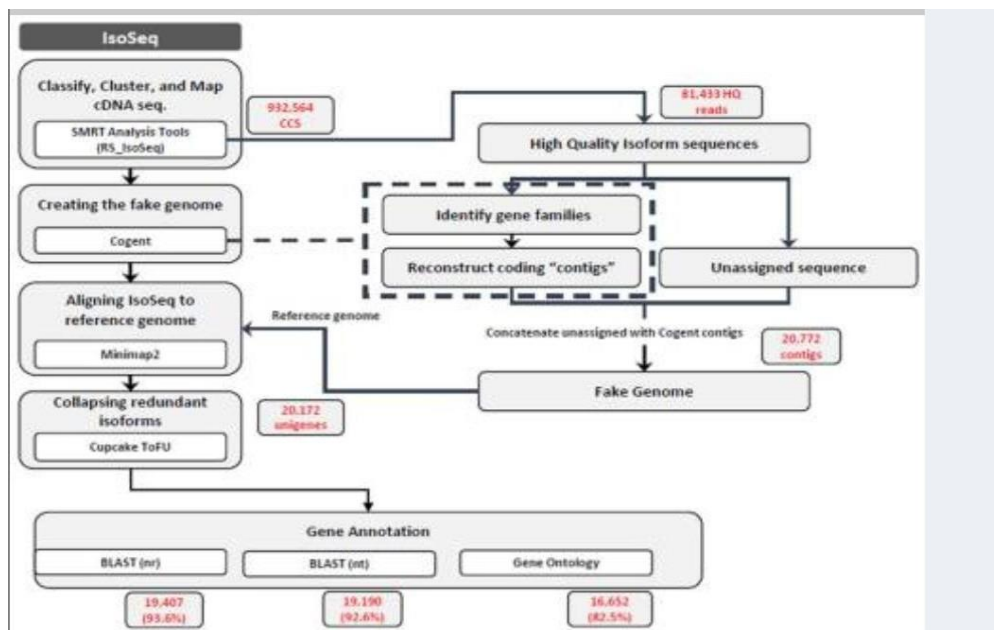 IsoSeq
Classify, Cluster, and Map
cDNA seq.
SMRT Analysis Tools
(RS_IsoSeq)
932,564
CCS
81,433 HQ
reads
High Quality Isoform sequences
Creating the fake genome
Cogent
Identify gene families
Reconstruct coding "contigs"
Unassigned sequence
Aligning IsoSeq to
reference genome
Minimap2
Reference genome
Concatenate unassigned with Cogent contigs
20,772
contigs
Fake Genome
Collapsing redundant
isoforms
Cupcake ToFU
20,172
unigenes
Gene Annotation
BLAST (nr)
BLAST (nt)
Gene Ontology
19,407
(93.6%)
19,190
(92.6%)
16,652
(82.5%)